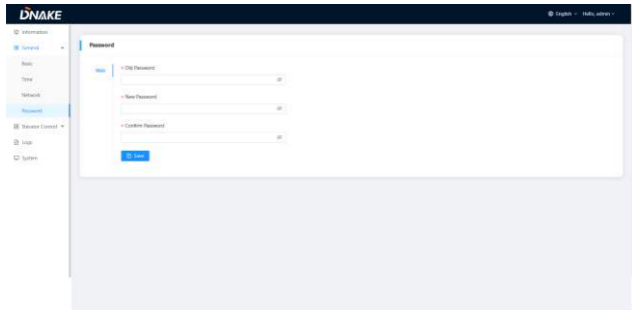 DNAKE
English
Hello, admin
Information
General
Basic
Time
Network
Password
Elevator Control
Logs
System
Password
Web
* Old Password
* New Password
* Confirm Password
Save